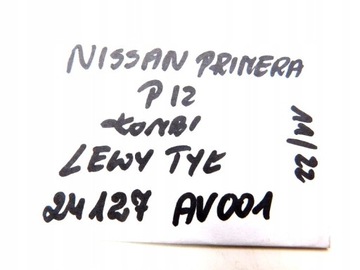 NISSAN PRIMERA
P12
KOMBI
LEWY TYŁ
24127 AV001
11/22